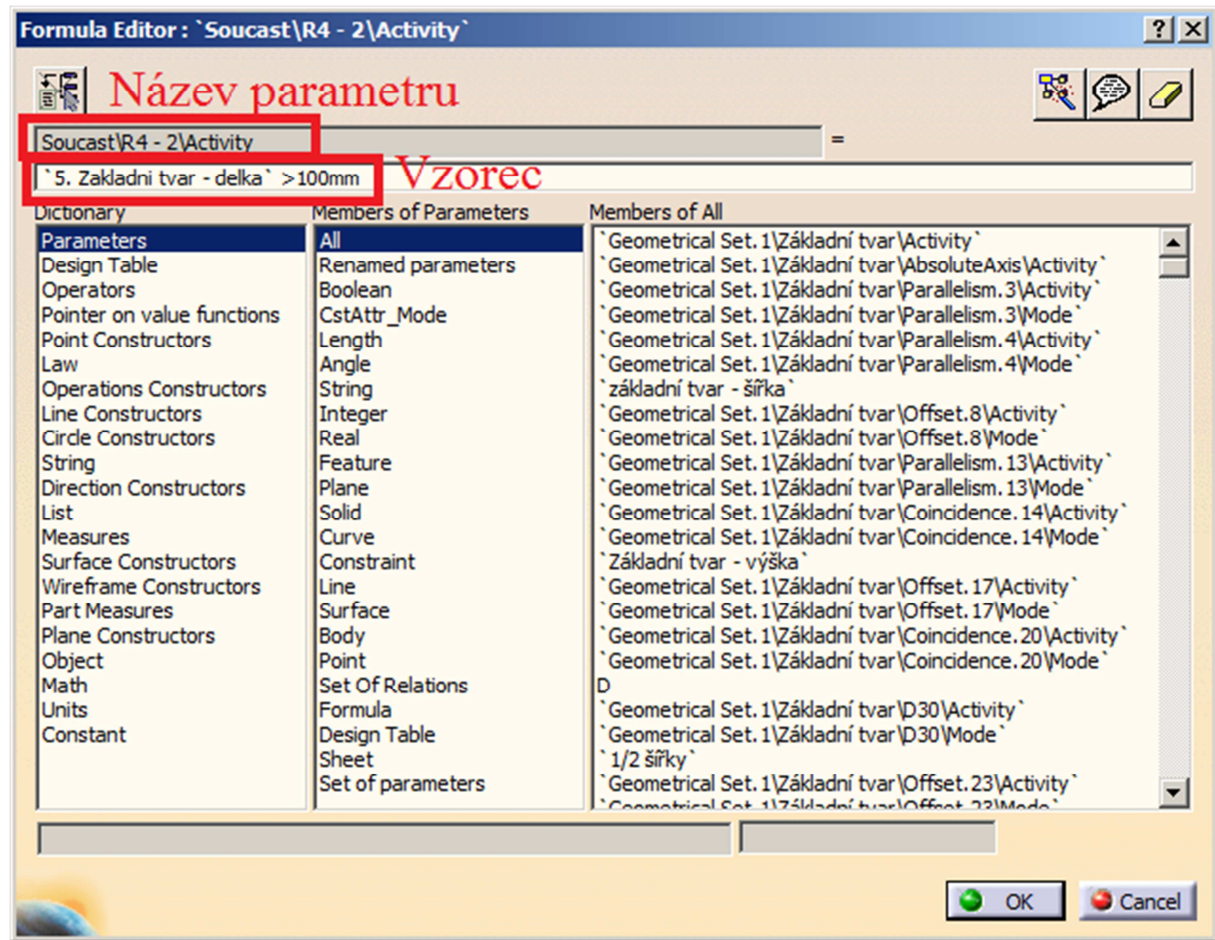 Formula Editor : `Soucast\R4 - 2\Activity`
Název parametru
Soucast\R4 - 2\Activity =
`5. Zakladni tvar - delka` >100mm
Vzorec
Dictionary
Parameters
Design Table
Operators
Pointer on value functions
Point Constructors
Law
Operations Constructors
Line Constructors
Circle Constructors
String
Direction Constructors
List
Measures
Surface Constructors
Wireframe Constructors
Part Measures
Plane Constructors
Object
Math
Units
Constant
Members of Parameters
All
Renamed parameters
Boolean
CstAttr_Mode
Length
Angle
String
Integer
Real
Feature
Plane
Solid
Curve
Constraint
Line
Surface
Body
Point
Set Of Relations
Formula
Design Table
Sheet
Set of parameters
Members of All
`Geometrical Set.1\Základní tvar\Activity`
`Geometrical Set.1\Základní tvar\AbsoluteAxis\Activity`
`Geometrical Set.1\Základní tvar\Parallelism.3\Activity`
`Geometrical Set.1\Základní tvar\Parallelism.3\Mode`
`Geometrical Set.1\Základní tvar\Parallelism.4\Activity`
`Geometrical Set.1\Základní tvar\Parallelism.4\Mode`
`základní tvar - šířka`
`Geometrical Set.1\Základní tvar\Offset.8\Activity`
`Geometrical Set.1\Základní tvar\Offset.8\Mode`
`Geometrical Set.1\Základní tvar\Parallelism.13\Activity`
`Geometrical Set.1\Základní tvar\Parallelism.13\Mode`
`Geometrical Set.1\Základní tvar\Coincidence.14\Activity`
`Geometrical Set.1\Základní tvar\Coincidence.14\Mode`
`Základní tvar - výška`
`Geometrical Set.1\Základní tvar\Offset.17\Activity`
`Geometrical Set.1\Základní tvar\Offset.17\Mode`
`Geometrical Set.1\Základní tvar\Coincidence.20\Activity`
`Geometrical Set.1\Základní tvar\Coincidence.20\Mode`
D
`Geometrical Set.1\Základní tvar\D30\Activity`
`Geometrical Set.1\Základní tvar\D30\Mode`
`1/2 šířky`
`Geometrical Set.1\Základní tvar\Offset.23\Activity`
`Geometrical Set.1\Základní tvar\Offset.23\Mode`
OK
Cancel